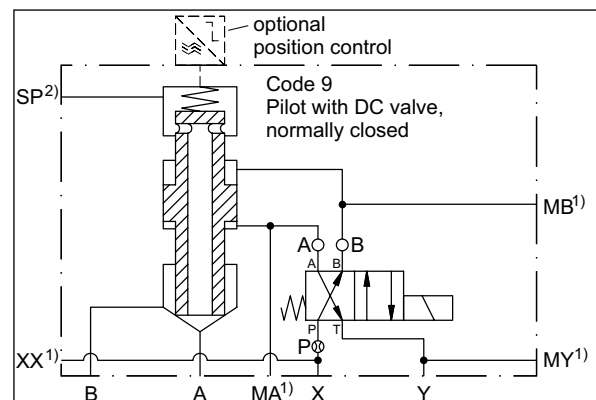 optional
position control
SP2)
Code 9
Pilot with DC valve,
normally closed
MB1)
A B
A B
P T
P
XX1)
MY1)
B A MA1) X Y